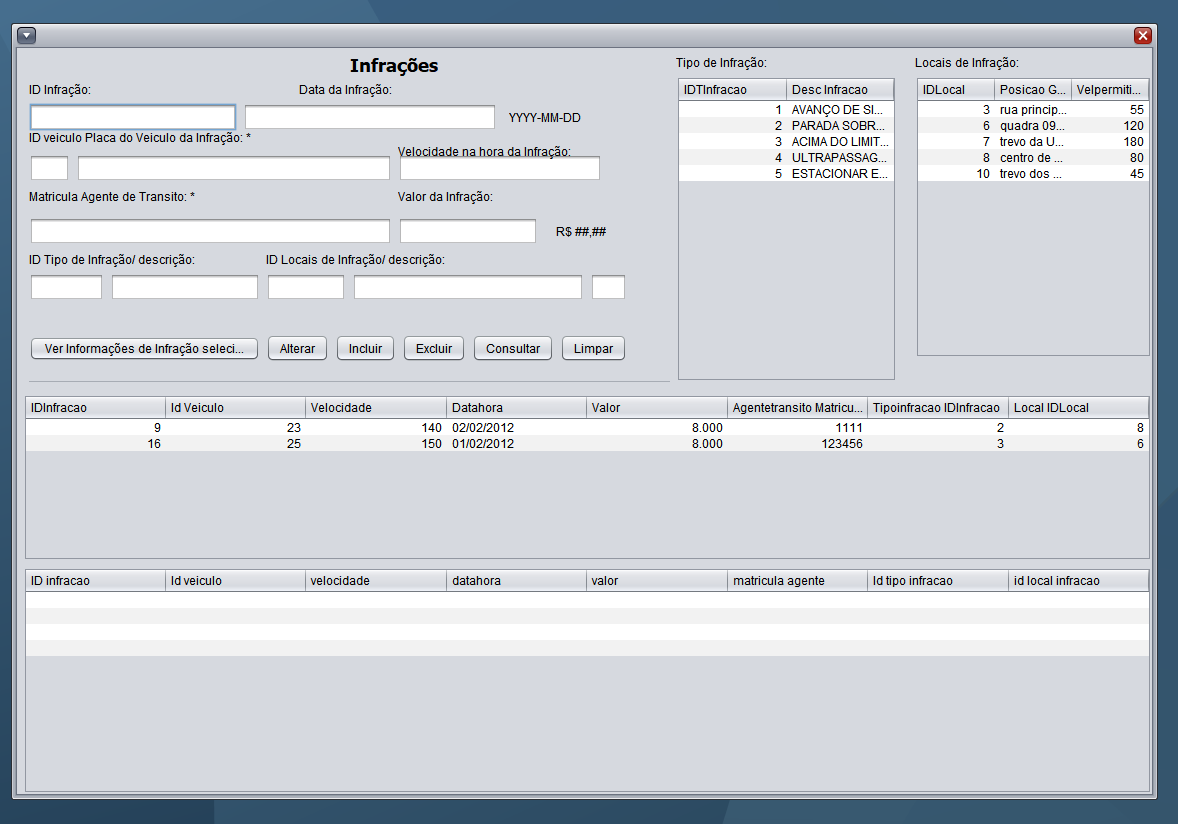 Infrações
ID Infração:
Data da Infração:
YYYY-MM-DD
ID veiculo Placa do Veiculo da Infração: *
Velocidade na hora da Infração:
Matricula Agente de Transito: *
Valor da Infração:
R$ ##,##
ID Tipo de Infração/ descrição:
ID Locais de Infração/ descrição:
Ver Informações de Infração seleci...
Alterar
Incluir
Excluir
Consultar
Limpar
Tipo de Infração:
IDTInfracao Desc Infracao
1 AVANÇO DE SI...
2 PARADA SOBR...
3 ACIMA DO LIMIT...
4 ULTRAPASSAG...
5 ESTACIONAR E...
Locais de Infração:
IDLocal Posicao G... Velpermiti...
3 rua princip... 55
6 quadra 09... 120
7 trevo da U... 180
8 centro de ... 80
10 trevo dos ... 45
IDInfracao Id Veiculo Velocidade Datahora Valor Agentetransito Matricu... Tipoinfracao IDInfracao Local IDLocal
9 23 140 02/02/2012 8.000 1111 2 8
16 25 150 01/02/2012 8.000 123456 3 6
ID infracao Id veiculo velocidade datahora valor matricula agente Id tipo infracao id local infracao